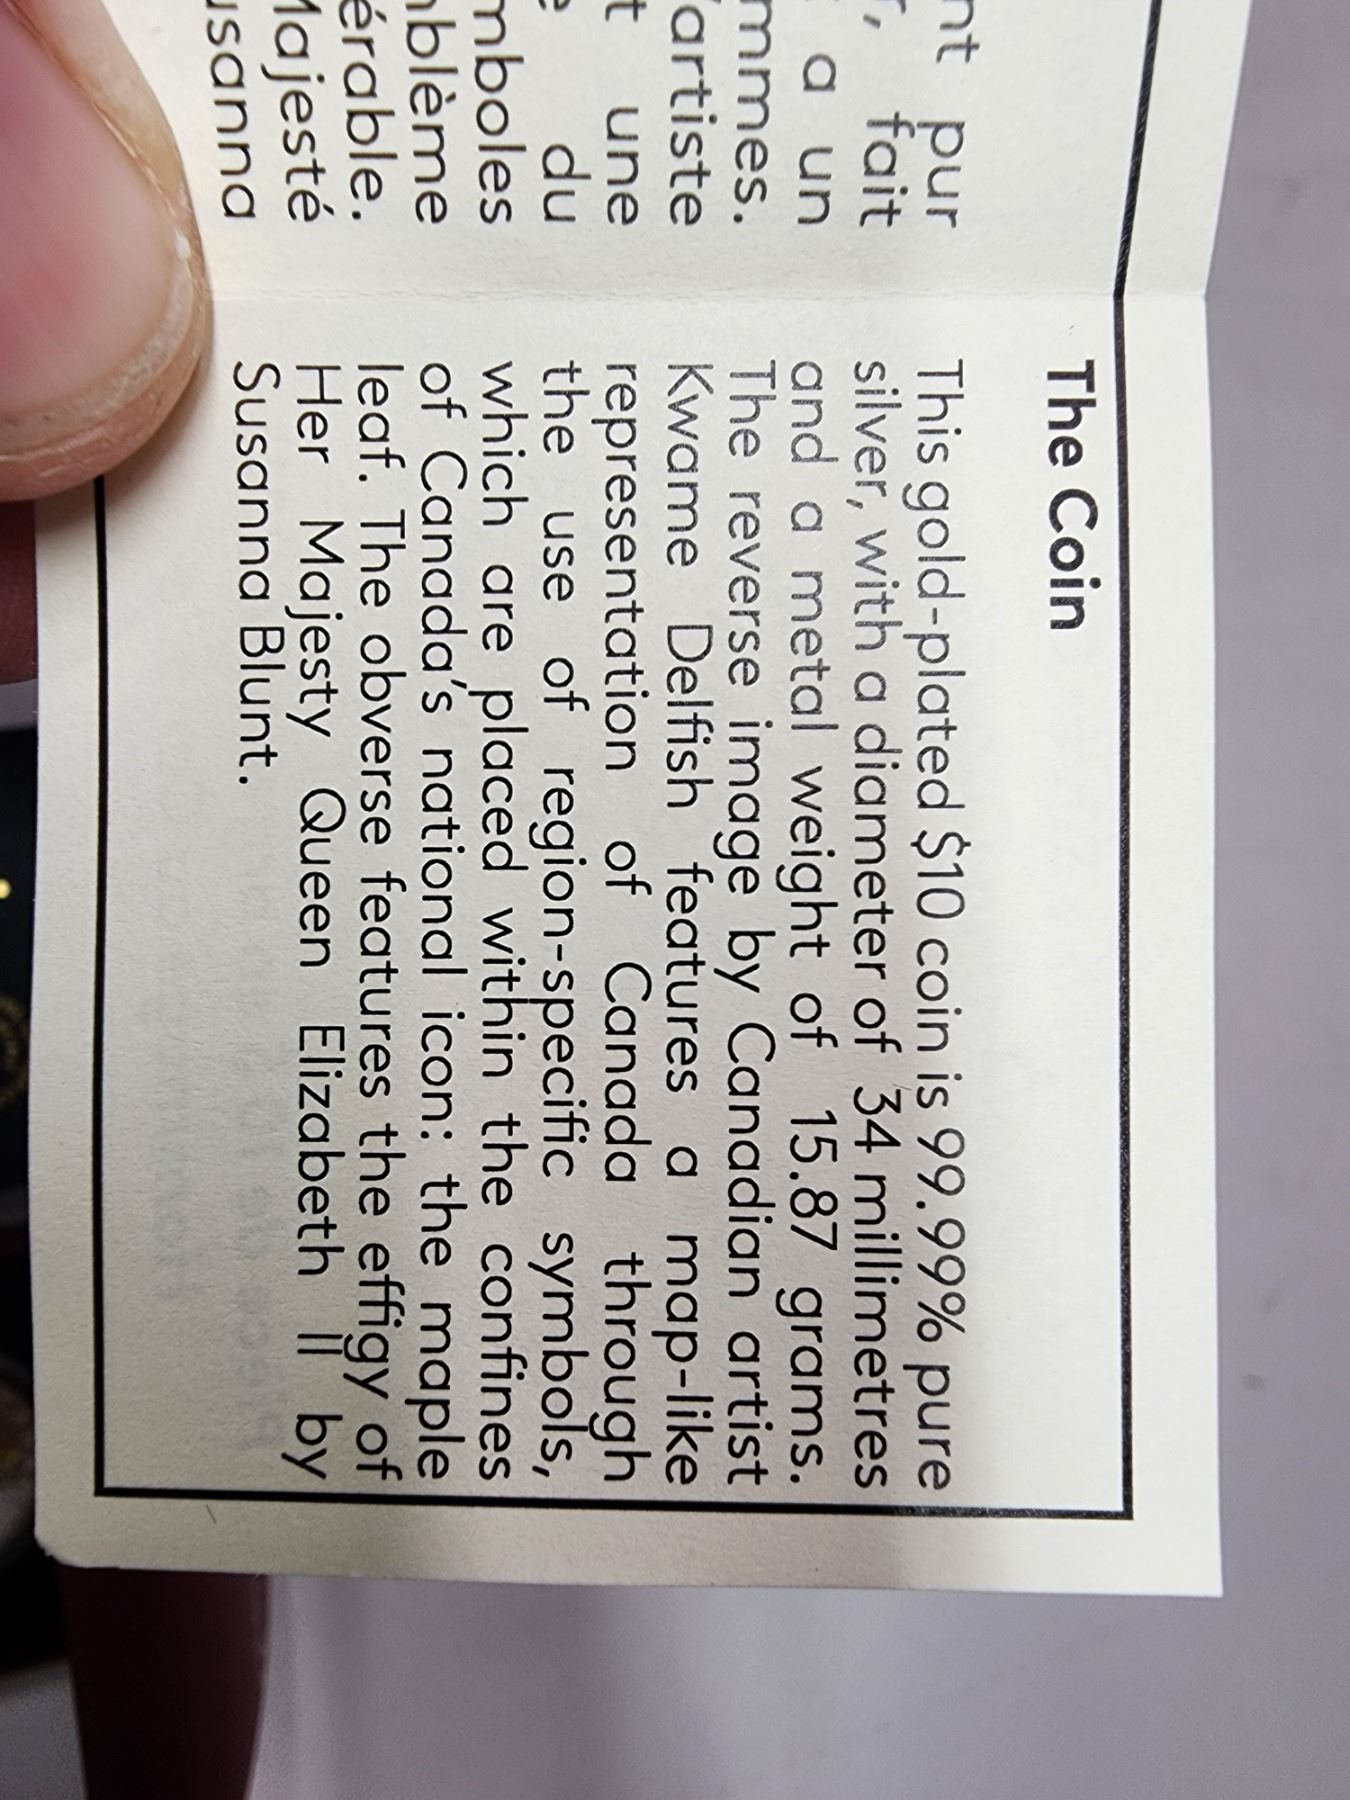 nt pur
, fait
a un
mmes.
'artiste
t une
du
mboles
blème
érable.
Majesté
usanna
The Coin
This gold-plated $10 coin is 99.99% pure
silver, with a diameter of 34 millimetres
and a metal weight of 15.87 grams.
The reverse image by Canadian artist
Kwame Delfish features a map-like
representation of Canada through
the use of region-specific symbols,
which are placed within the confines
of Canada's national icon: the maple
leaf. The obverse features the effigy of
Her Majesty Queen Elizabeth II by
Susanna Blunt.